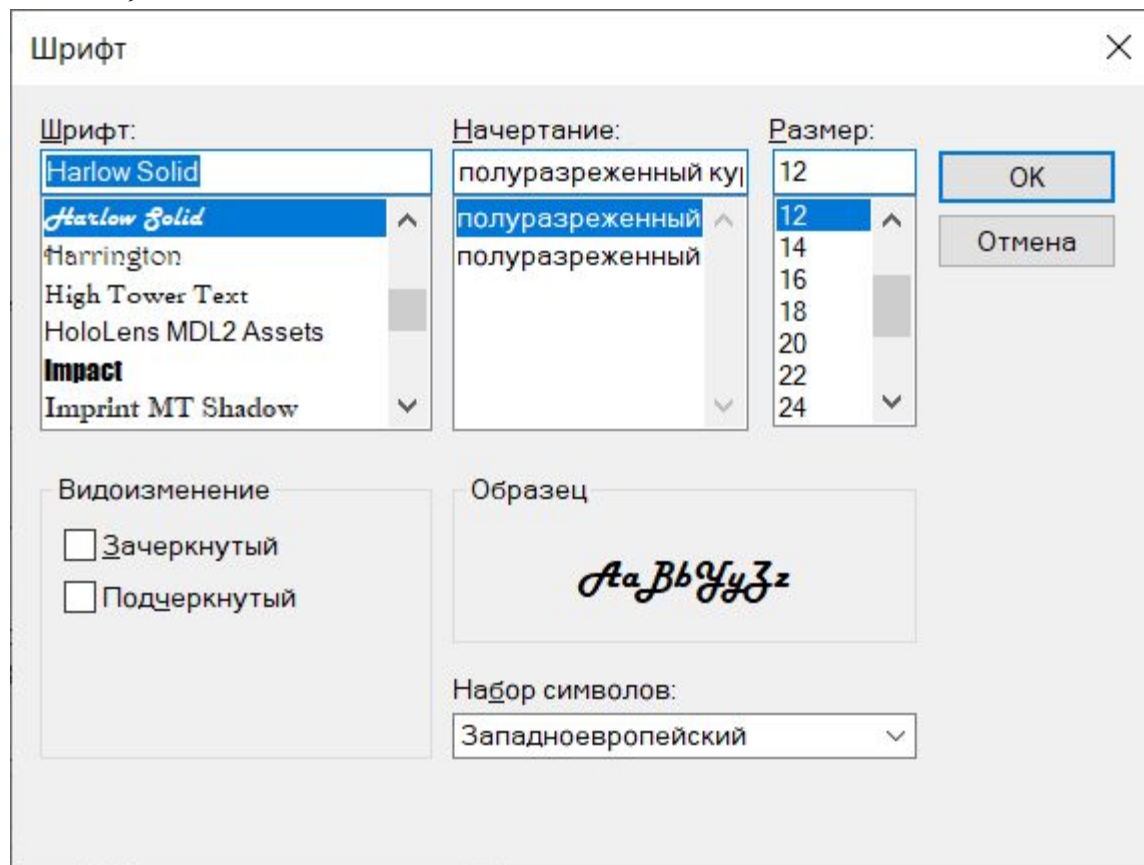 Шрифт
Шрифт:
Harlow Solid
Harlow Solid
Harrington
High Tower Text
HoloLens MDL2 Assets
Impact
Imprint MT Shadow
Начертание:
полуразреженный кур
полуразреженный
полуразреженный
Размер:
12
12
14
16
18
20
22
24
OK
Отмена
Видоизменение
Зачеркнутый
Подчеркнутый
Образец
AaBbYyZz
Набор символов:
Западноевропейский